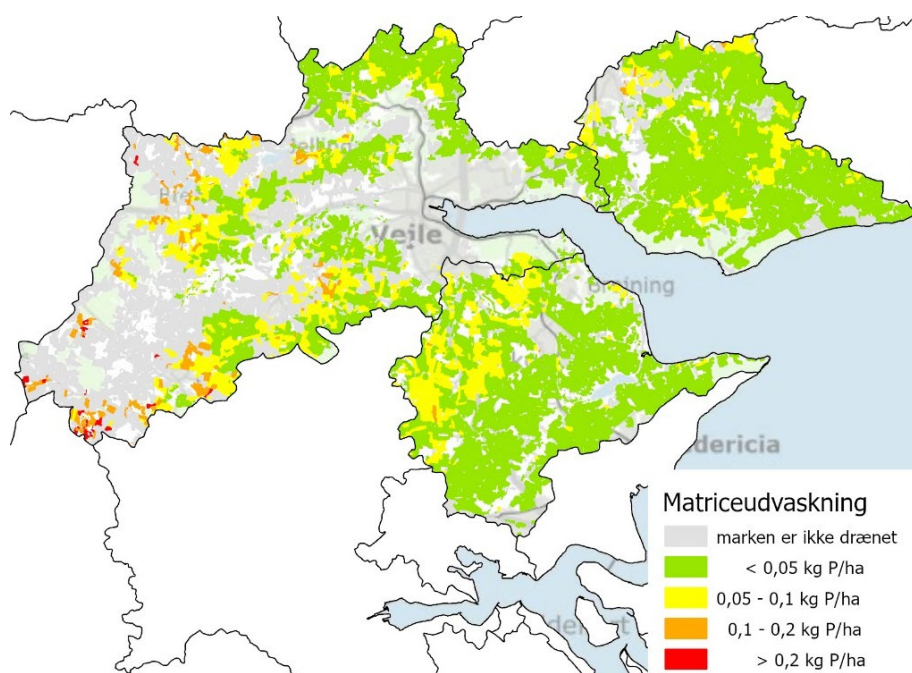 Vejle
Matriceudvaskning
marken er ikke drænet
< 0,05 kg P/ha
0,05 - 0,1 kg P/ha
0,1 - 0,2 kg P/ha
> 0,2 kg P/ha